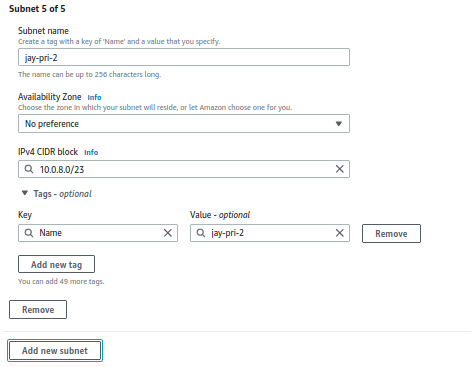 Subnet 5 of 5
Subnet name
Create a tag with a key of 'Name' and a value that you specify.
jay-pri-2
The name can be up to 256 characters long.
Availability Zone Info
Choose the zone in which your subnet will reside, or let Amazon choose one for you.
No preference
IPv4 CIDR block Info
10.0.8.0/23
Tags - optional
Key Value - optional
Name jay-pri-2 Remove
Add new tag
You can add 49 more tags.
Remove
Add new subnet